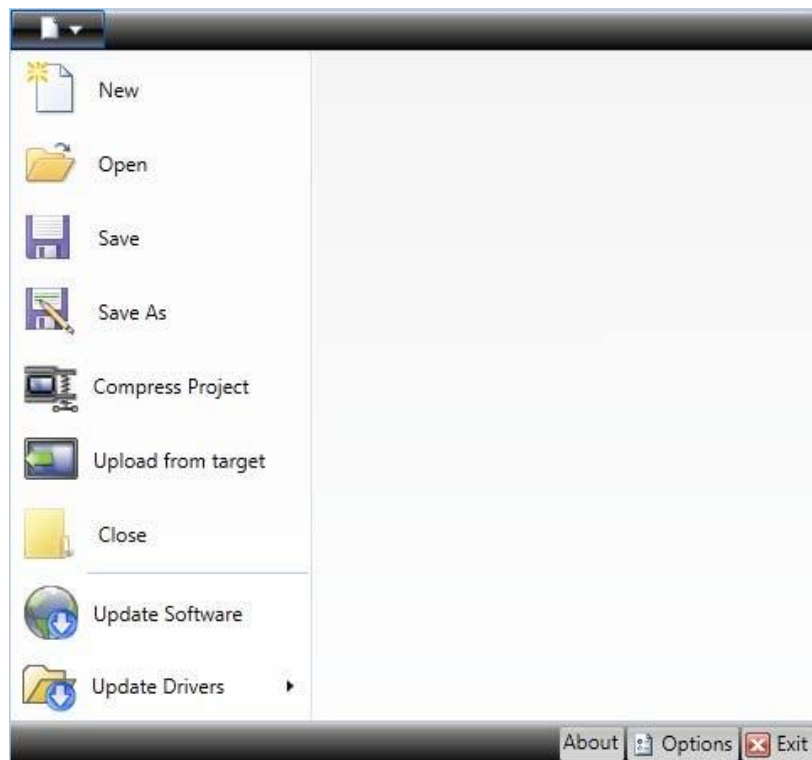 New
Open
Save
Save As
Compress Project
Upload from target
Close
Update Software
Update Drivers
About Options Exit